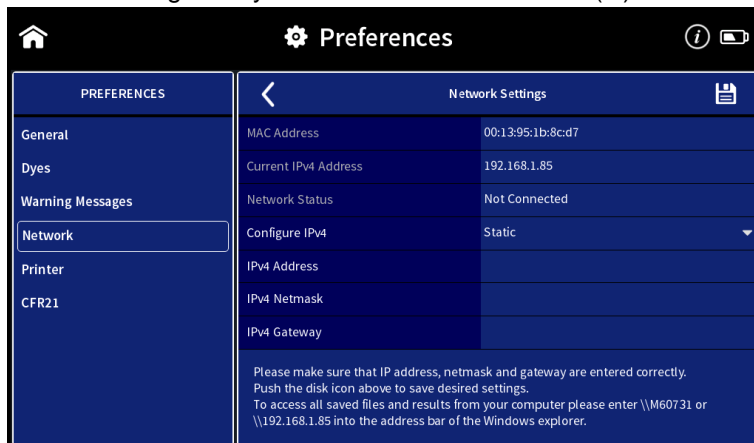 Preferences
PREFERENCES
General
Dyes
Warning Messages
Network
Printer
CFR21
Network Settings
MAC Address 00:13:95:1b:8c:d7
Current IPv4 Address 192.168.1.85
Network Status Not Connected
Configure IPv4 Static
IPv4 Address
IPv4 Netmask
IPv4 Gateway
Please make sure that IP address, netmask and gateway are entered correctly.
Push the disk icon above to save desired settings.
To access all saved files and results from your computer please enter \\M60731 or
\\192.168.1.85 into the address bar of the Windows explorer.